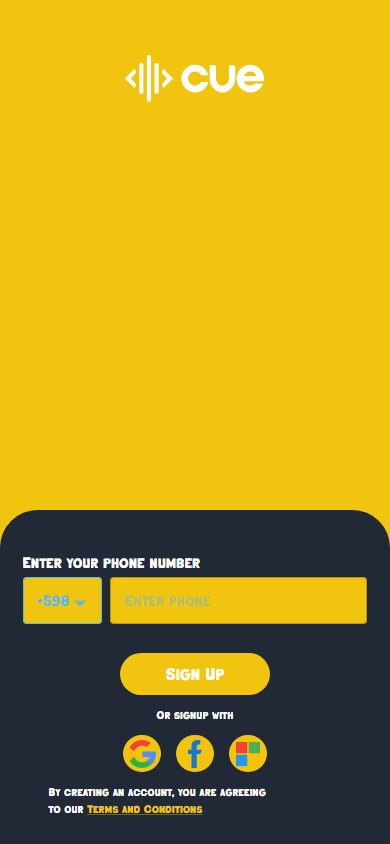 cue
Enter your phone number
+598
Enter phone
Sign Up
Or signup with
By creating an account, you are agreeing
to our Terms and Conditions